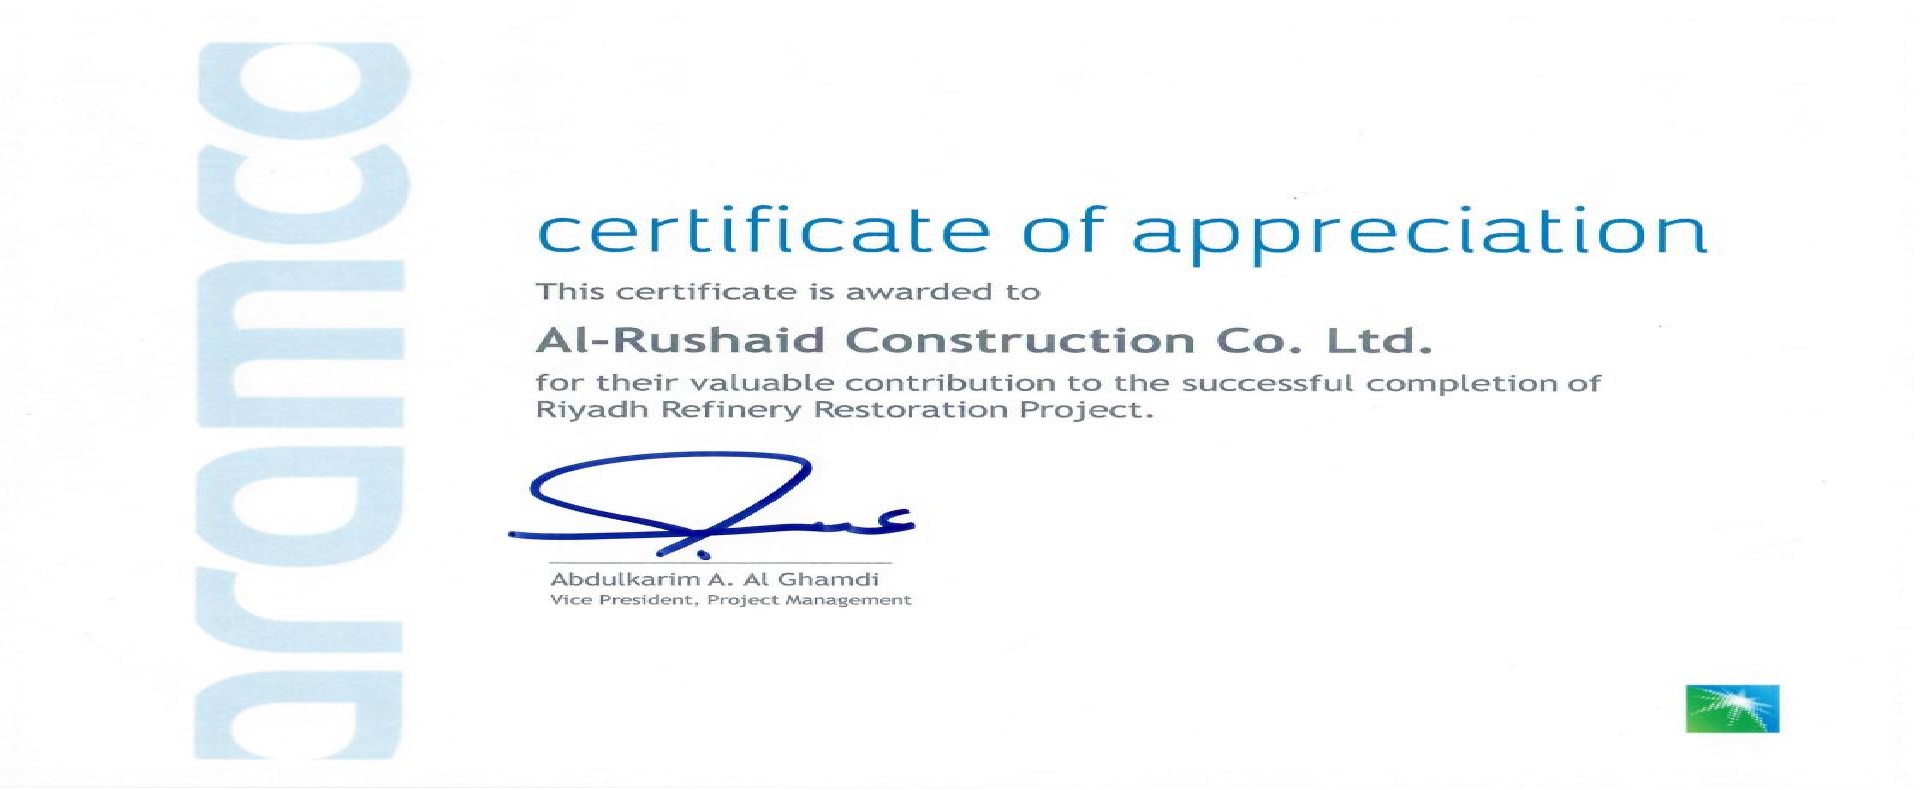 aramco
certificate of appreciation
This certificate is awarded to
Al-Rushaid Construction Co. Ltd.
for their valuable contribution to the successful completion of
Riyadh Refinery Restoration Project.
Abdulkarim A. Al Ghamdi
Vice President, Project Management